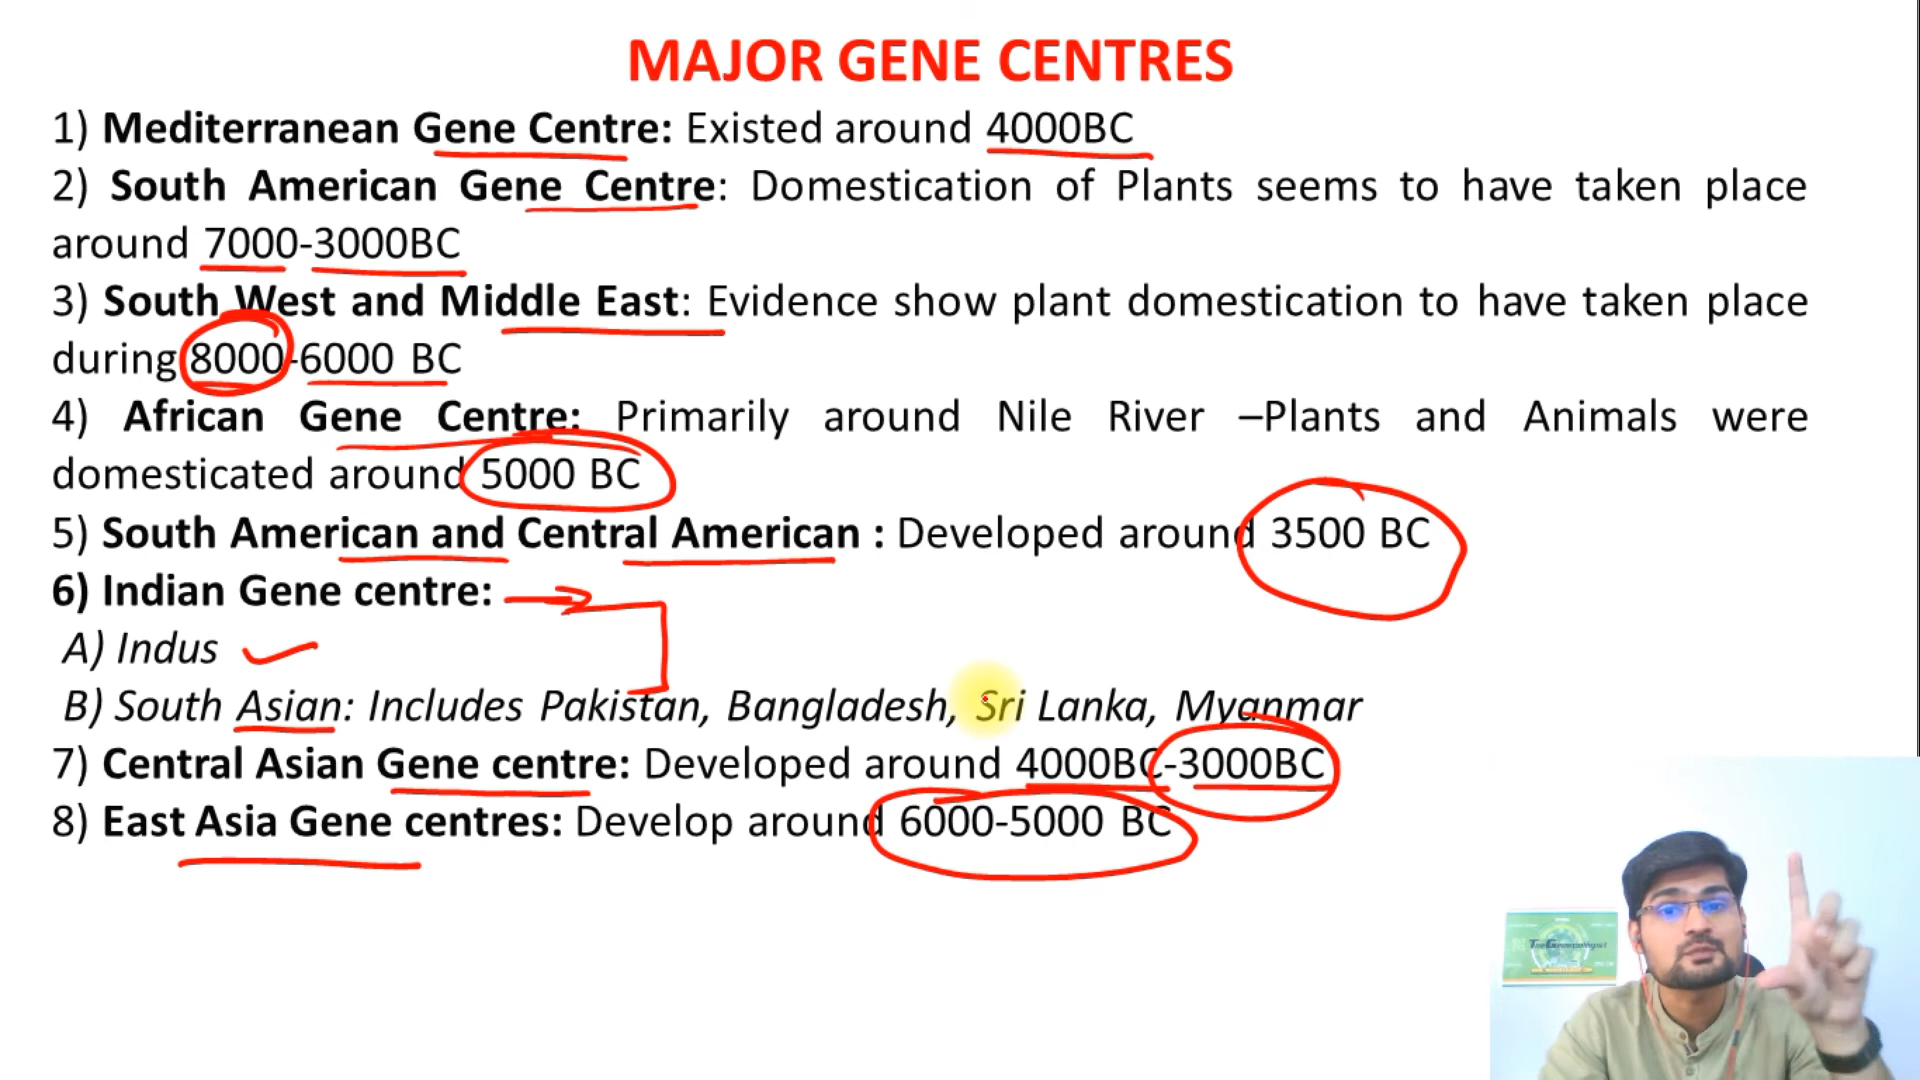 MAJOR GENE CENTRES
1) Mediterranean Gene Centre: Existed around 4000BC
2) South American Gene Centre: Domestication of Plants seems to have taken place
around 7000-3000BC
3) South West and Middle East: Evidence show plant domestication to have taken place
during 8000-6000 BC
4) African Gene Centre: Primarily around Nile River –Plants and Animals were
domesticated around 5000 BC
5) South American and Central American : Developed around 3500 BC
6) Indian Gene centre:
A) Indus
B) South Asian: Includes Pakistan, Bangladesh, Sri Lanka, Myanmar
7) Central Asian Gene centre: Developed around 4000BC-3000BC
8) East Asia Gene centres: Develop around 6000-5000 BC